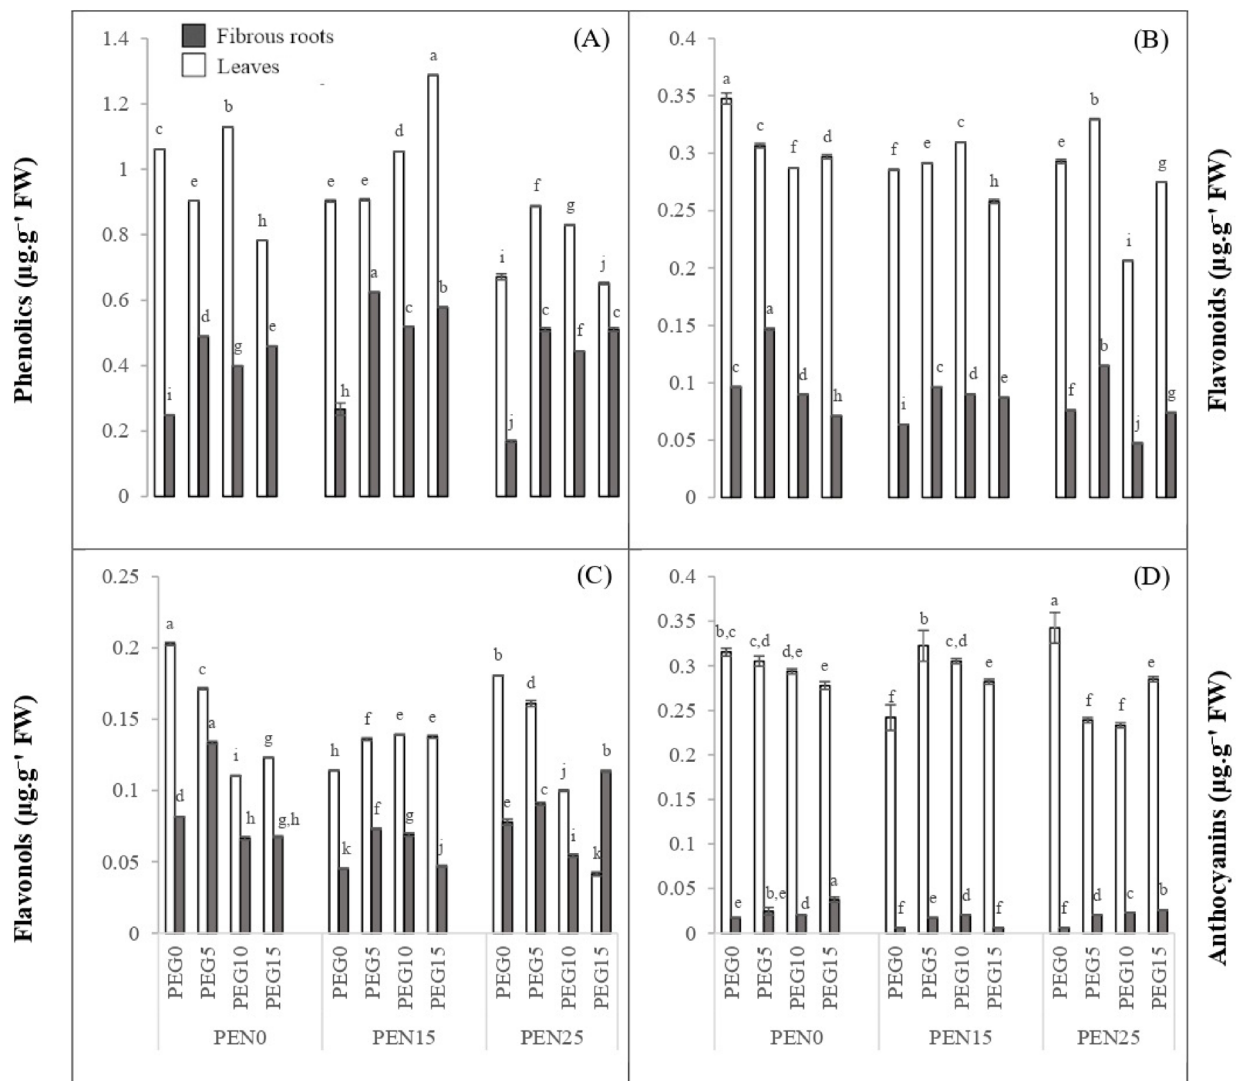 Fibrous roots
Leaves
(A)
Phenolics (µg.g⁻¹ FW)
1.4
1.2
1
0.8
0.6
0.4
0.2
0
c
i
e
d
b
g
h
e
e
h
e
a
d
c
a
b
i
j
f
c
g
f
j
c
(B)
Flavonoids (µg.g⁻¹ FW)
0.4
0.35
0.3
0.25
0.2
0.15
0.1
0.05
0
a
c
c
a
f
d
d
h
f
i
e
c
c
d
h
e
e
f
b
b
i
j
g
g
(C)
Flavonols (µg.g⁻¹ FW)
0.25
0.2
0.15
0.1
0.05
0
a
d
c
a
i
h
g
g,h
h
k
f
f
e
g
e
j
b
e
d
c
j
i
k
b
PEG0
PEG5
PEG10
PEG15
PEG0
PEG5
PEG10
PEG15
PEG0
PEG5
PEG10
PEG15
PEN0
PEN15
PEN25
(D)
Anthocyanins (µg.g⁻¹ FW)
0.4
0.35
0.3
0.25
0.2
0.15
0.1
0.05
0
b,c
e
c,d
b,e
d,e
d
e
a
f
f
b
e
c,d
d
e
f
a
f
f
d
f
c
e
b
PEG0
PEG5
PEG10
PEG15
PEG0
PEG5
PEG10
PEG15
PEG0
PEG5
PEG10
PEG15
PEN0
PEN15
PEN25